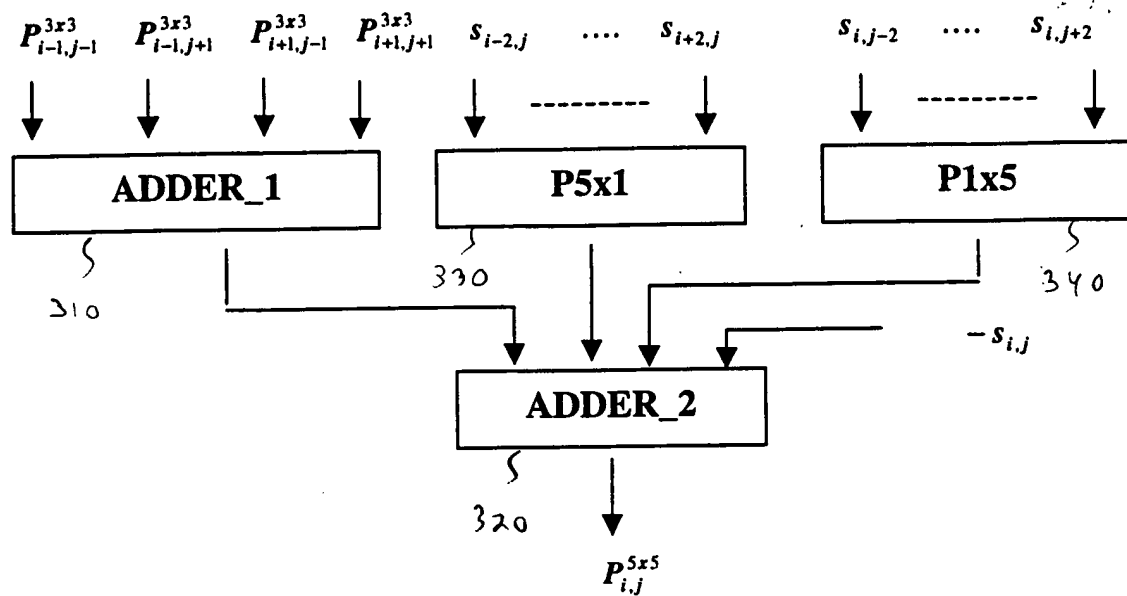 P^{3x3}_{i-1,j-1} P^{3x3}_{i-1,j+1} P^{3x3}_{i+1,j-1} P^{3x3}_{i+1,j+1} s_{i-2,j} .... s_{i+2,j} s_{i,j-2} .... s_{i,j+2}
ADDER_1 P5x1 P1x5
310 330 340
- s_{i,j}
ADDER_2
320
P^{5x5}_{i,j}